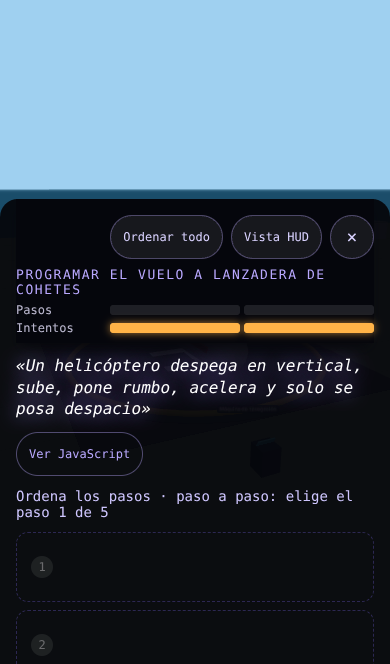 Ordenar todo
Vista HUD
×
PROGRAMAR EL VUELO A LANZADERA DE
COHETES
Pasos
Intentos
«Un helicóptero despega en vertical,
sube, pone rumbo, acelera y solo se
posa despacio»
Ver JavaScript
Ordena los pasos · paso a paso: elige el
paso 1 de 5
1
2